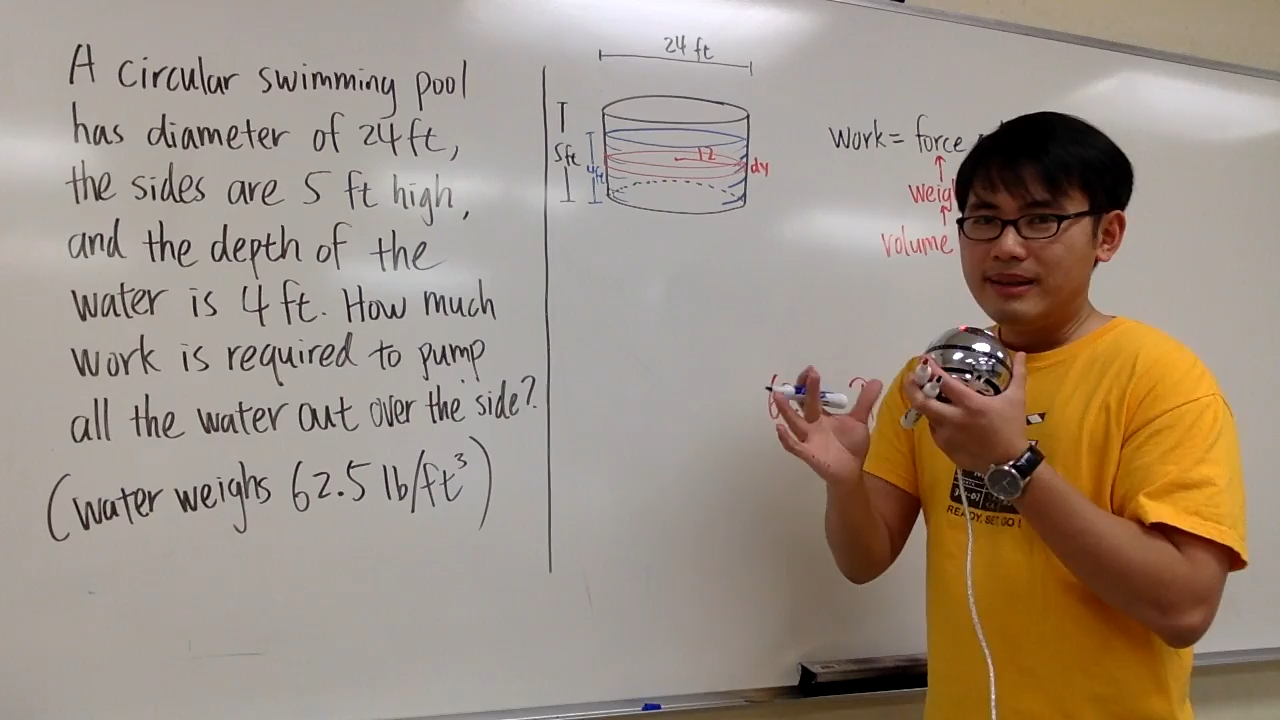 A circular swimming pool
has diameter of 24 ft,
the sides are 5 ft high,
and the depth of the
water is 4 ft. How much
work is required to pump
all the water out over the side?
(water weighs 62.5 lb/ft³)
24 ft
5ft
4ft
12
dy
work = force
volume
READY, SET, GO!